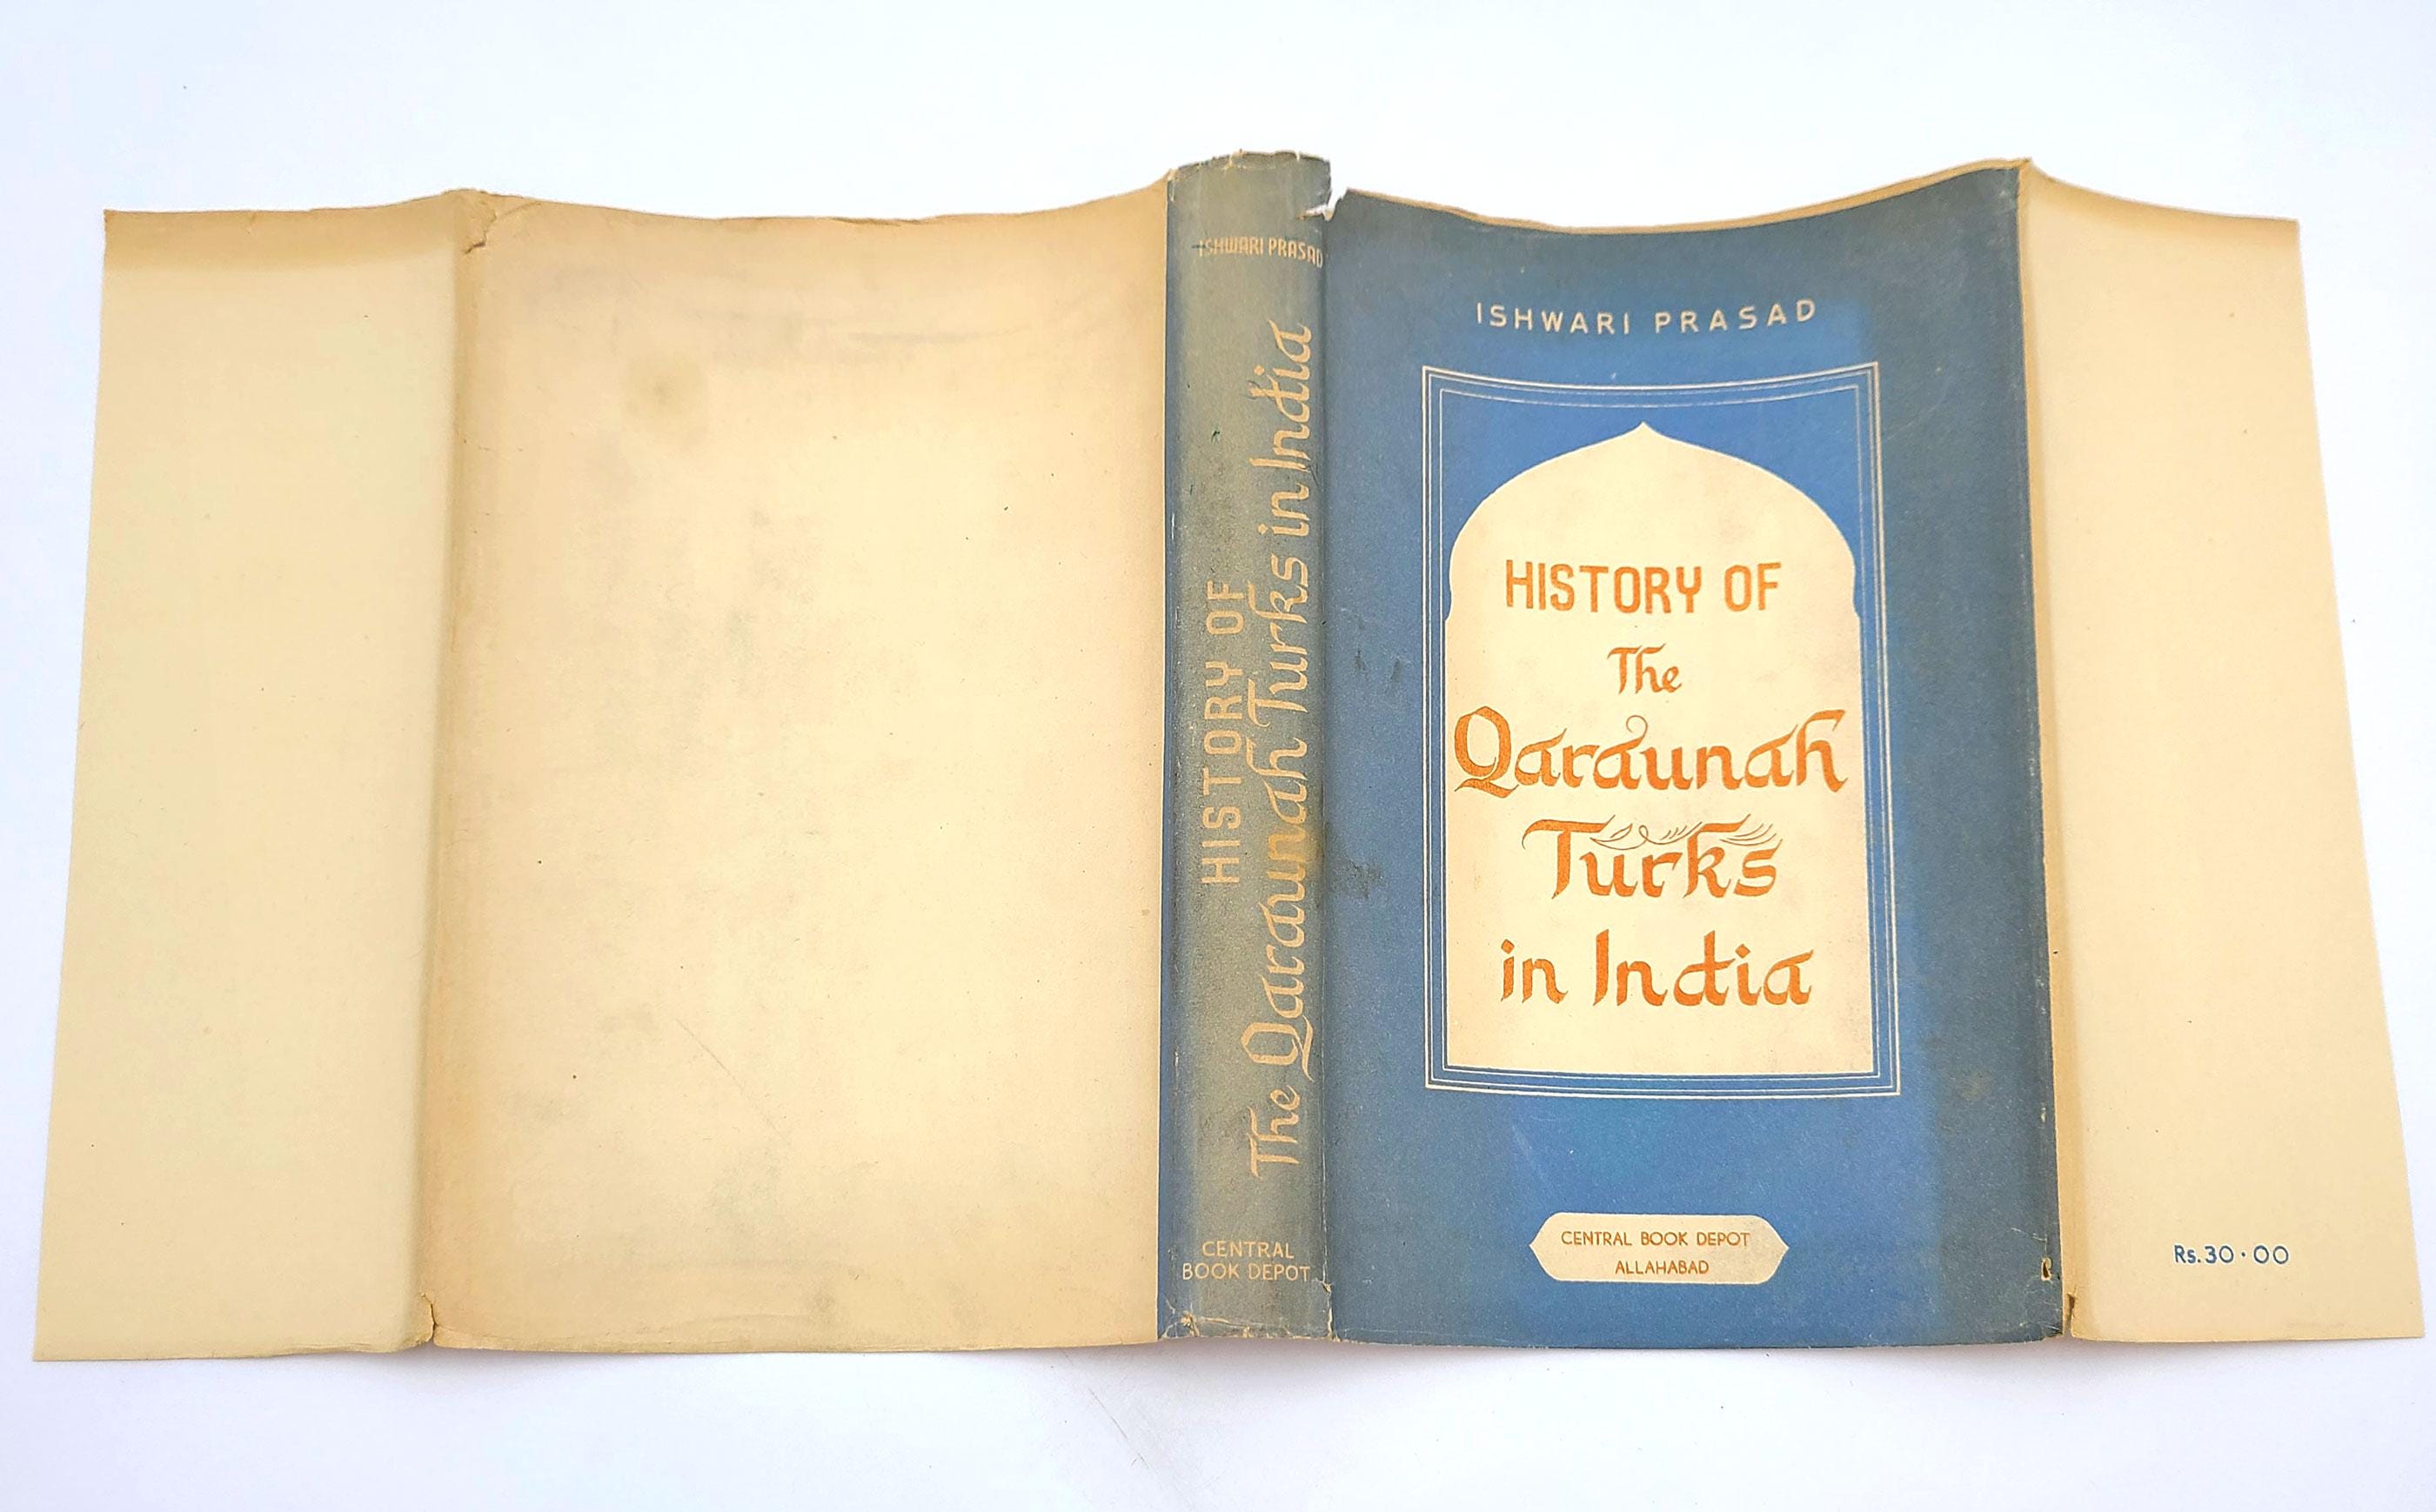 ISHWARI PRASAD
HISTORY OF
The Qaraunah Turks in India
CENTRAL
BOOK DEPOT
ISHWARI PRASAD
HISTORY OF
The
Qaraunah
Turks
in India
CENTRAL BOOK DEPOT
ALLAHABAD
Rs.30·00